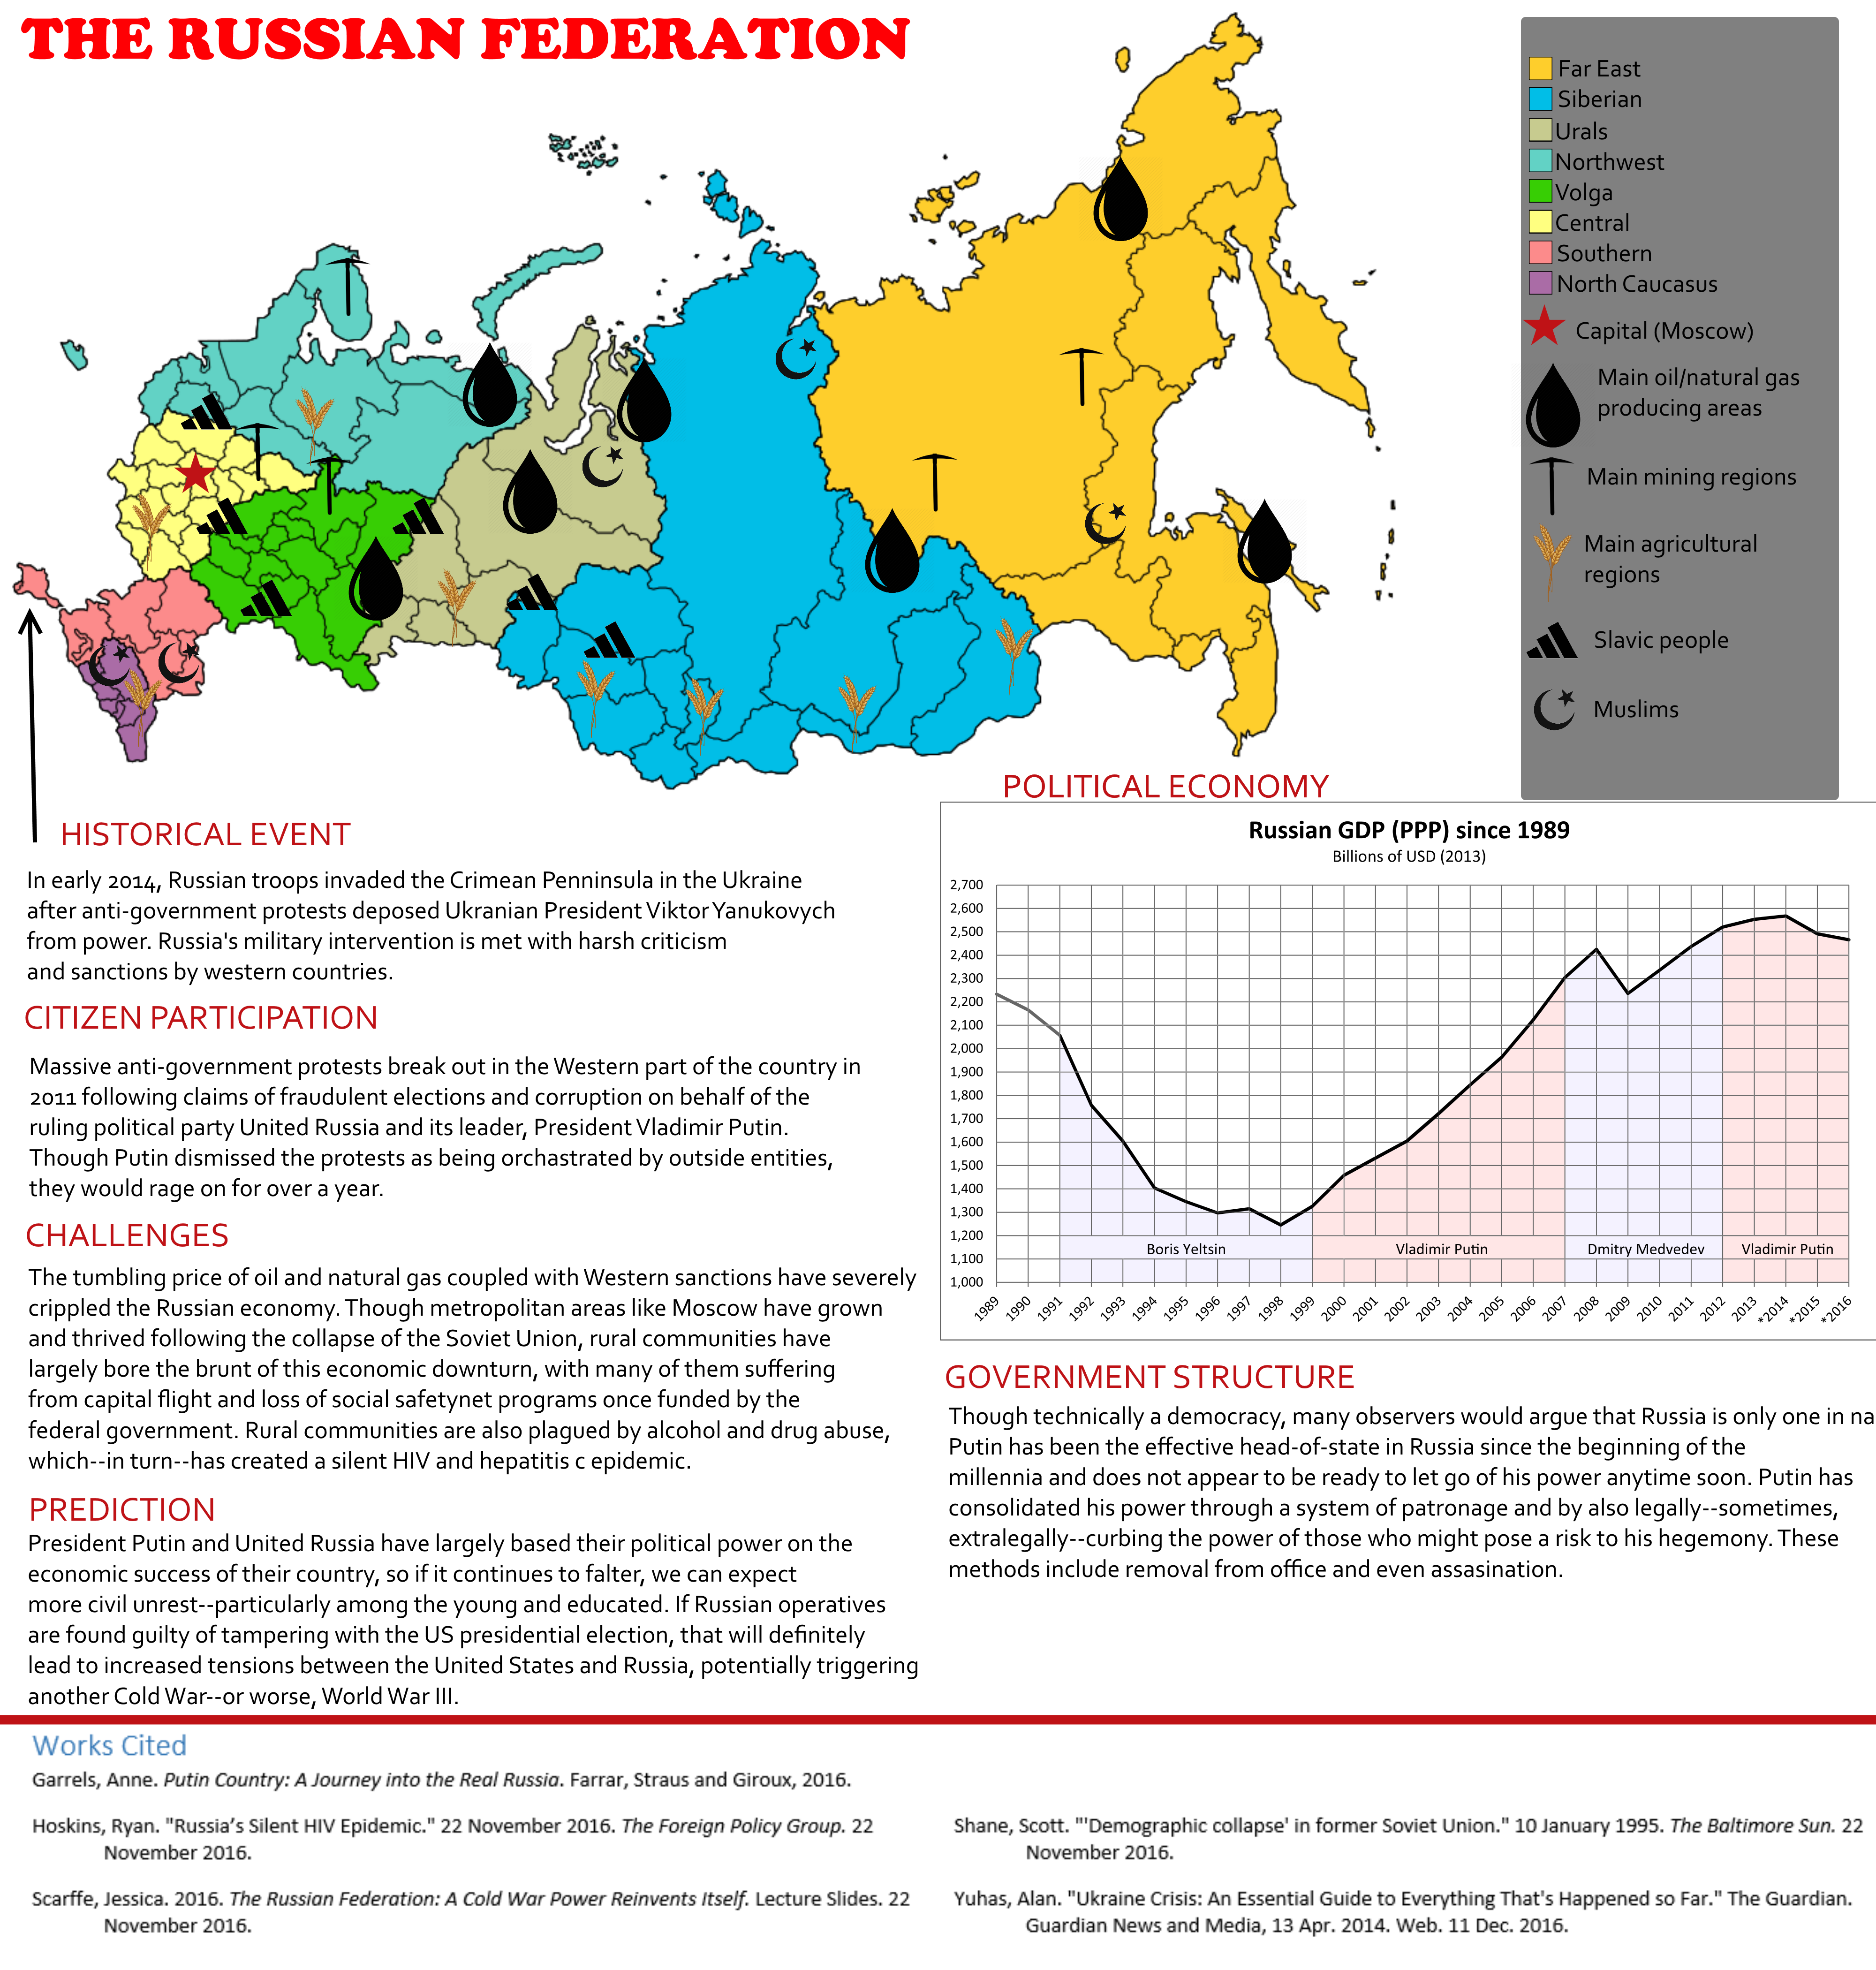 THE RUSSIAN FEDERATION
Far East
Siberian
Urals
Northwest
Volga
Central
Southern
North Caucasus
Capital (Moscow)
Main oil/natural gas
producing areas
Main mining regions
Main agricultural
regions
Slavic people
Muslims
HISTORICAL EVENT
In early 2014, Russian troops invaded the Crimean Penninsula in the Ukraine
after anti-government protests deposed Ukranian President Viktor Yanukovych
from power. Russia's military intervention is met with harsh criticism
and sanctions by western countries.
CITIZEN PARTICIPATION
Massive anti-government protests break out in the Western part of the country in
2011 following claims of fraudulent elections and corruption on behalf of the
ruling political party United Russia and its leader, President Vladimir Putin.
Though Putin dismissed the protests as being orchastrated by outside entities,
they would rage on for over a year.
CHALLENGES
The tumbling price of oil and natural gas coupled with Western sanctions have severely
crippled the Russian economy. Though metropolitan areas like Moscow have grown
and thrived following the collapse of the Soviet Union, rural communities have
largely bore the brunt of this economic downturn, with many of them suffering
from capital flight and loss of social safetynet programs once funded by the
federal government. Rural communities are also plagued by alcohol and drug abuse,
which--in turn--has created a silent HIV and hepatitis c epidemic.
PREDICTION
President Putin and United Russia have largely based their political power on the
economic success of their country, so if it continues to falter, we can expect
more civil unrest--particularly among the young and educated. If Russian operatives
are found guilty of tampering with the US presidential election, that will definitely
lead to increased tensions between the United States and Russia, potentially triggering
another Cold War--or worse, World War III.
POLITICAL ECONOMY
Russian GDP (PPP) since 1989
Billions of USD (2013)
2,700
2,600
2,500
2,400
2,300
2,200
2,100
2,000
1,900
1,800
1,700
1,600
1,500
1,400
1,300
1,200
1,100
1,000
Boris Yeltsin Vladimir Putin Dmitry Medvedev Vladimir Putin
1989 1990 1991 1992 1993 1994 1995 1996 1997 1998 1999 2000 2001 2002 2003 2004 2005 2006 2007 2008 2009 2010 2011 2012 2013 *2014 *2015 *2016
GOVERNMENT STRUCTURE
Though technically a democracy, many observers would argue that Russia is only one in na
Putin has been the effective head-of-state in Russia since the beginning of the
millennia and does not appear to be ready to let go of his power anytime soon. Putin has
consolidated his power through a system of patronage and by also legally--sometimes,
extralegally--curbing the power of those who might pose a risk to his hegemony. These
methods include removal from office and even assasination.
Works Cited
Garrels, Anne. Putin Country: A Journey into the Real Russia. Farrar, Straus and Giroux, 2016.
Hoskins, Ryan. "Russia’s Silent HIV Epidemic." 22 November 2016. The Foreign Policy Group. 22
November 2016.
Scarffe, Jessica. 2016. The Russian Federation: A Cold War Power Reinvents Itself. Lecture Slides. 22
November 2016.
Shane, Scott. "'Demographic collapse' in former Soviet Union." 10 January 1995. The Baltimore Sun. 22
November 2016.
Yuhas, Alan. "Ukraine Crisis: An Essential Guide to Everything That's Happened so Far." The Guardian.
Guardian News and Media, 13 Apr. 2014. Web. 11 Dec. 2016.